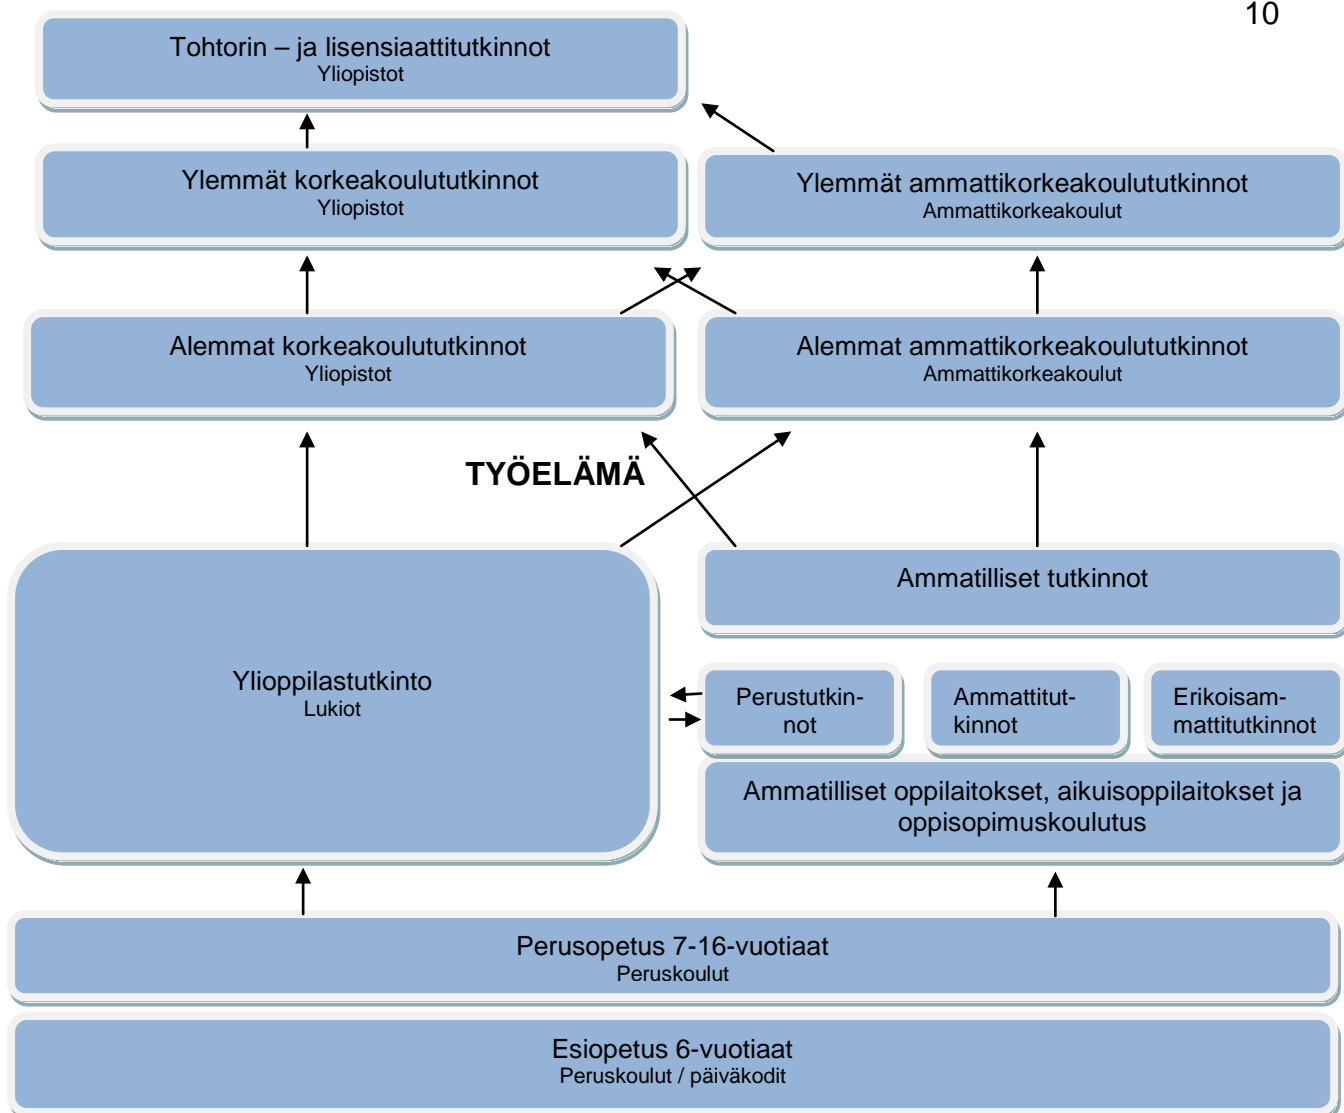 10
Tohtorin – ja lisensiaattitutkinnot
Yliopistot
Ylemmät korkeakoulututkinnot
Yliopistot
Ylemmät ammattikorkeakoulututkinnot
Ammattikorkeakoulut
Alemmat korkeakoulututkinnot
Yliopistot
Alemmat ammattikorkeakoulututkinnot
Ammattikorkeakoulut
TYÖELÄMÄ
Ammatilliset tutkinnot
Ylioppilastutkinto
Lukiot
Perustutkin-
not
Ammattitut-
kinnot
Erikoisam-
mattitutkinnot
Ammatilliset oppilaitokset, aikuisoppilaitokset ja
oppisopimuskoulutus
Perusopetus 7-16-vuotiaat
Peruskoulut
Esiopetus 6-vuotiaat
Peruskoulut / päiväkodit